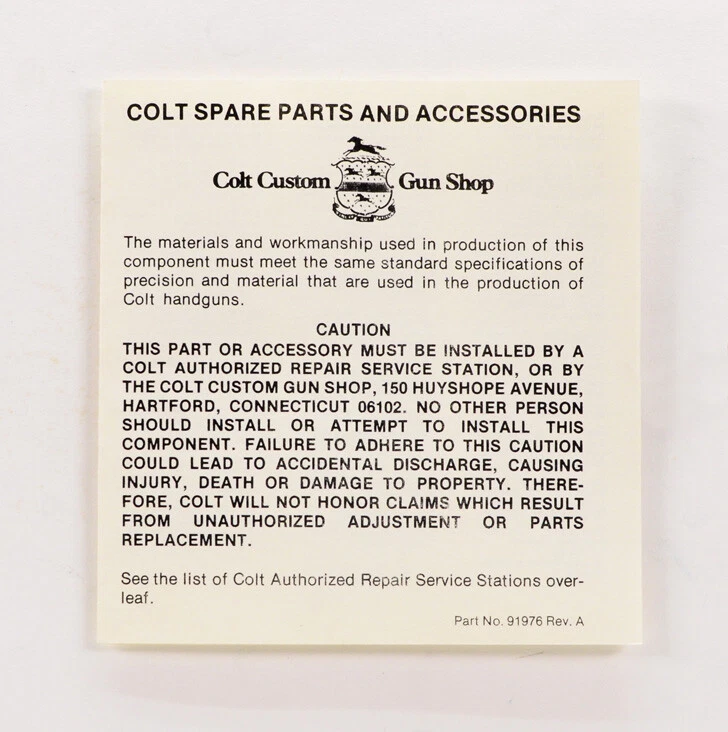 COLT SPARE PARTS AND ACCESSORIES
Colt Custom Gun Shop
The materials and workmanship used in production of this
component must meet the same standard specifications of
precision and material that are used in the production of
Colt handguns.
CAUTION
THIS PART OR ACCESSORY MUST BE INSTALLED BY A
COLT AUTHORIZED REPAIR SERVICE STATION, OR BY
THE COLT CUSTOM GUN SHOP, 150 HUYSHOPE AVENUE,
HARTFORD, CONNECTICUT 06102. NO OTHER PERSON
SHOULD INSTALL OR ATTEMPT TO INSTALL THIS
COMPONENT. FAILURE TO ADHERE TO THIS CAUTION
COULD LEAD TO ACCIDENTAL DISCHARGE, CAUSING
INJURY, DEATH OR DAMAGE TO PROPERTY. THERE-
FORE, COLT WILL NOT HONOR CLAIMS WHICH RESULT
FROM UNAUTHORIZED ADJUSTMENT OR PARTS
REPLACEMENT.
See the list of Colt Authorized Repair Service Stations over-
leaf.
Part No. 91976 Rev. A